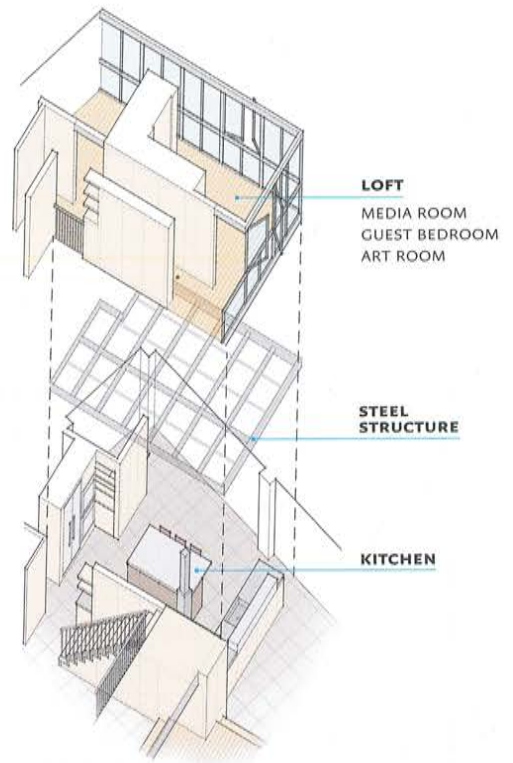 LOFT
MEDIA ROOM
GUEST BEDROOM
ART ROOM
STEEL
STRUCTURE
KITCHEN